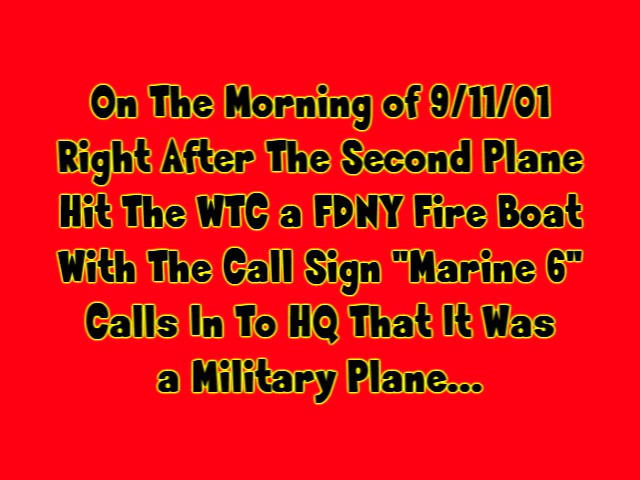 On The Morning of 9/11/01
Right After The Second Plane
Hit The WTC a FDNY Fire Boat
With The Call Sign "Marine 6"
Calls In To HQ That It Was
a Military Plane...